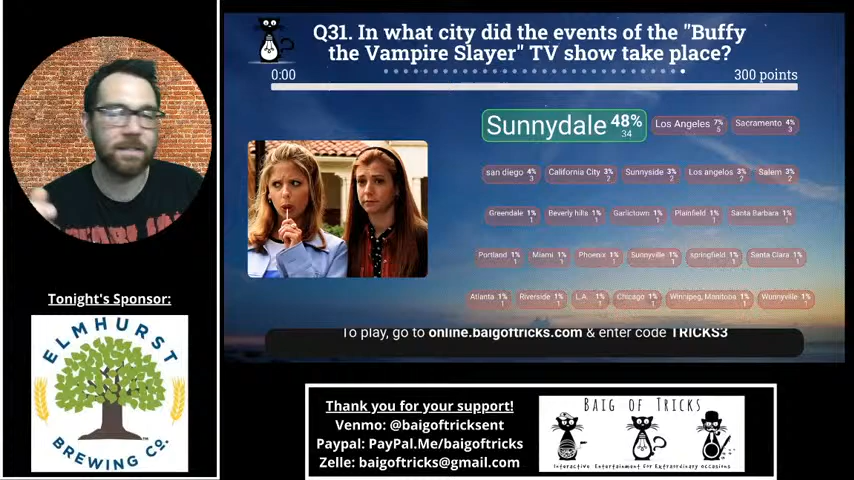 Q31. In what city did the events of the "Buffy
the Vampire Slayer" TV show take place?
0:00
300 points
Sunnydale 48% 34
Los Angeles 7% 5
Sacramento 4% 3
san diego 4% 3
California City 3% 2
Sunnyside 3% 2
Los angelos 3% 2
Salem 3% 2
Greendale 1% 1
Beverly hills 1% 1
Garlictown 1% 1
Plainfield 1% 1
Santa Barbara 1% 1
Portland 1% 1
Miami 1% 1
Phoenix 1% 1
Sunnyville 1% 1
springfield 1% 1
Santa Clara 1% 1
Atlanta 1% 1
Riverside 1% 1
L.A. 1% 1
Chicago 1% 1
Winnipeg, Manitoba 1% 1
Wunnyville 1% 1
To play, go to online.baigoftricks.com & enter code TRICKS3
Tonight's Sponsor:
ELMHURST
BREWING Co.
Thank you for your support!
Venmo: @baigoftricksent
Paypal: PayPal.Me/baigoftricks
Zelle: baigoftricks@gmail.com
BAIG OF TRICKS
Interactive Entertainment for Extraordinary Occasions